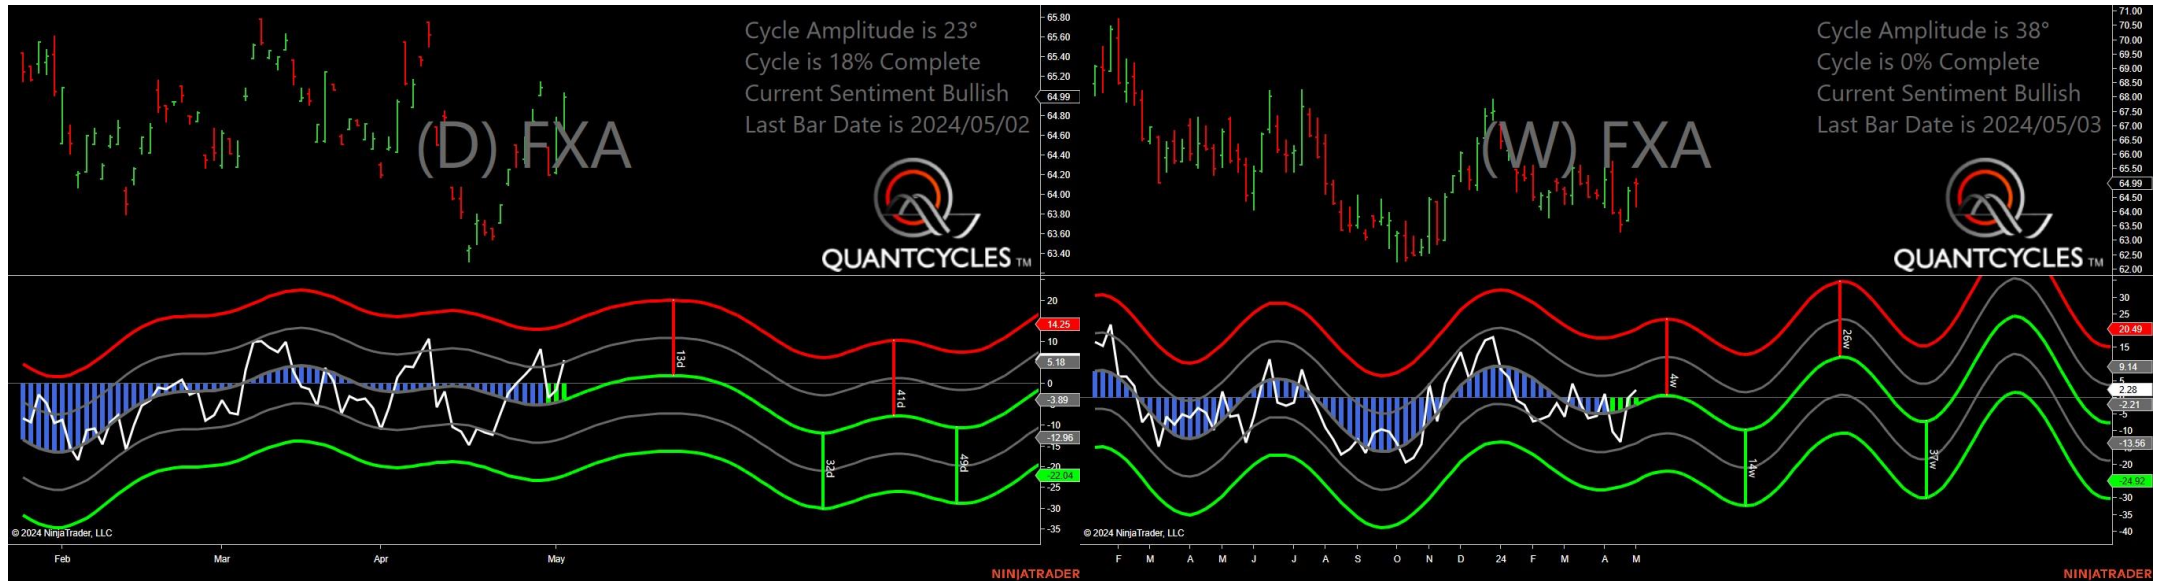 Cycle Amplitude is 23°
Cycle is 18% Complete
Current Sentiment Bullish
Last Bar Date is 2024/05/02
(D) FXA
QUANTCYCLES TM
65.80
65.60
65.40
65.20
64.99
64.80
64.60
64.40
64.20
64.00
63.80
63.60
63.40
20
14.25
10
5.18
0
-3.89
-10
-12.96
-20
-22.04
-25
-30
-35
13d
32d
41d
49d
© 2024 NinjaTrader, LLC
Feb
Mar
Apr
May
NINJATRADER
Cycle Amplitude is 38°
Cycle is 0% Complete
Current Sentiment Bullish
Last Bar Date is 2024/05/03
(W) FXA
QUANTCYCLES TM
71.00
70.50
70.00
69.50
69.00
68.50
68.00
67.50
67.00
66.50
66.00
65.50
64.99
64.50
64.00
63.50
63.00
62.50
62.00
30
20.49
15
9.14
5
2.28
-2.21
-5
-10
-13.56
-20
-24.92
-30
-35
-40
4w
14w
26w
37w
© 2024 NinjaTrader, LLC
F M A M J J A S O N D 24 F M A M
NINJATRADER